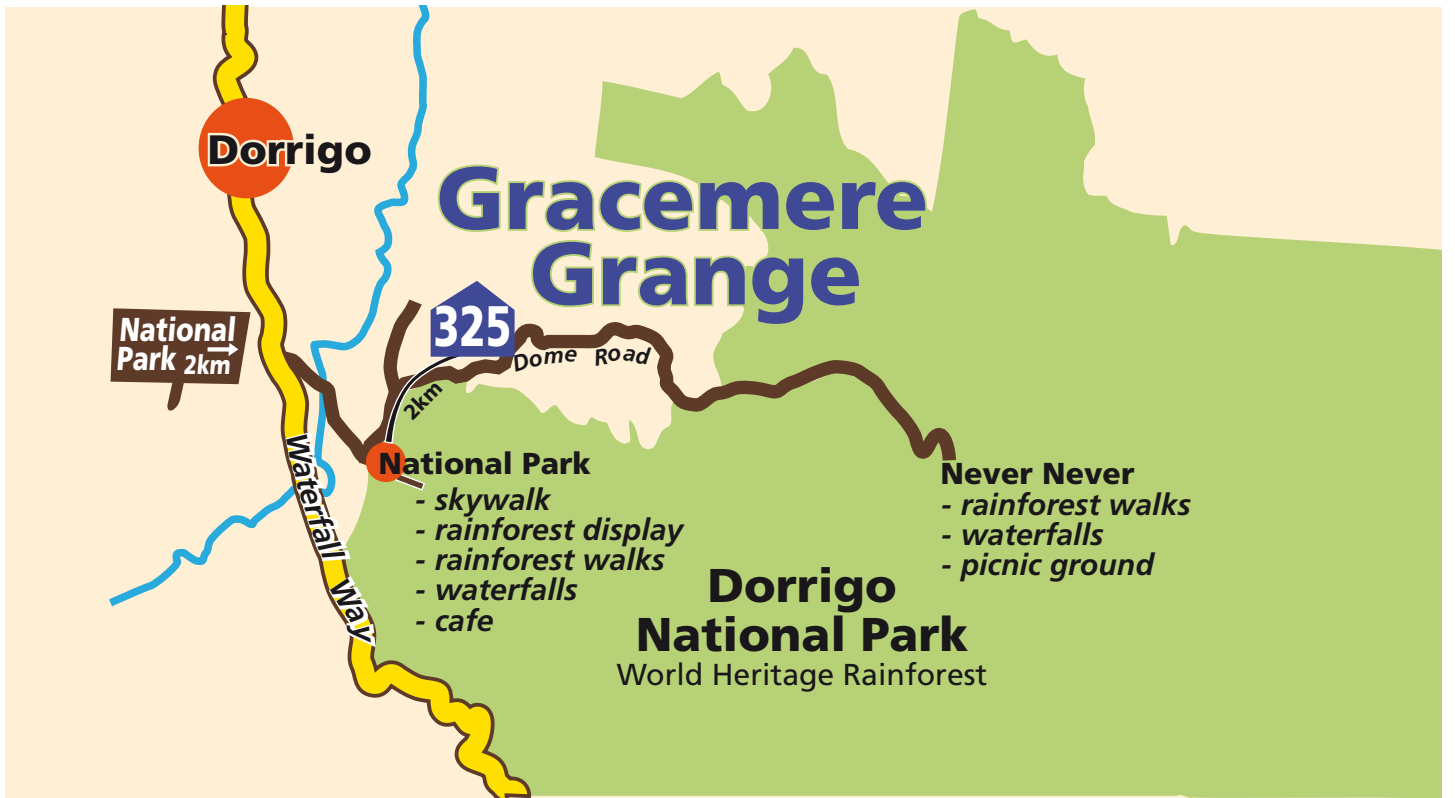 Dorrigo
Gracemere
Grange
325
National
Park 2km
Dome Road
2km
Waterfall Way
National Park
- skywalk
- rainforest display
- rainforest walks
- waterfalls
- cafe
Never Never
- rainforest walks
- waterfalls
- picnic ground
Dorrigo
National Park
World Heritage Rainforest